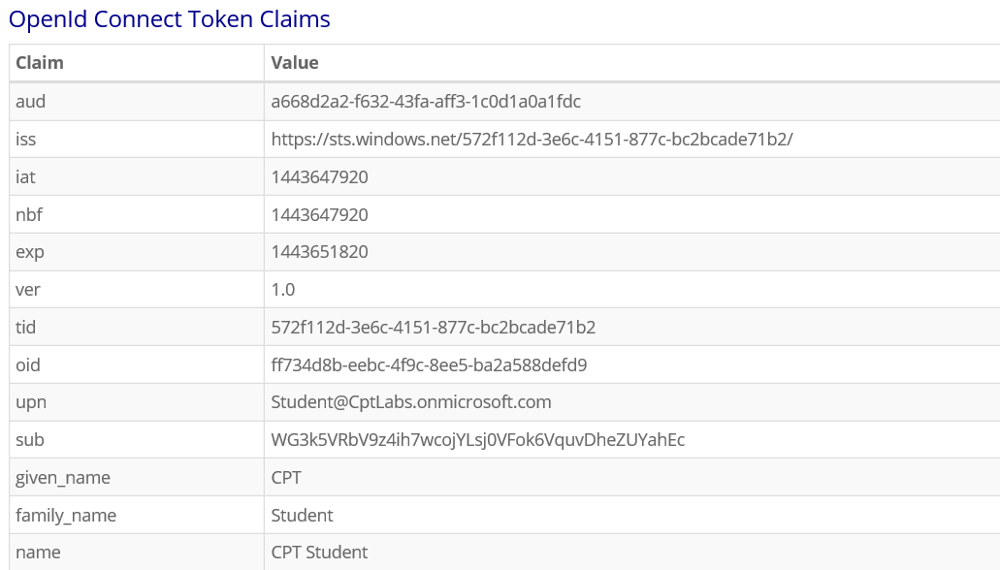 OpenId Connect Token Claims
Claim Value
aud a668d2a2-f632-43fa-aff3-1c0d1a0a1fdc
iss https://sts.windows.net/572f112d-3e6c-4151-877c-bc2bcade71b2/
iat 1443647920
nbf 1443647920
exp 1443651820
ver 1.0
tid 572f112d-3e6c-4151-877c-bc2bcade71b2
oid ff734d8b-eebc-4f9c-8ee5-ba2a588defd9
upn Student@CptLabs.onmicrosoft.com
sub WG3k5VRbV9z4ih7wcojYLsj0VFok6VquvDheZUYahEc
given_name CPT
family_name Student
name CPT Student